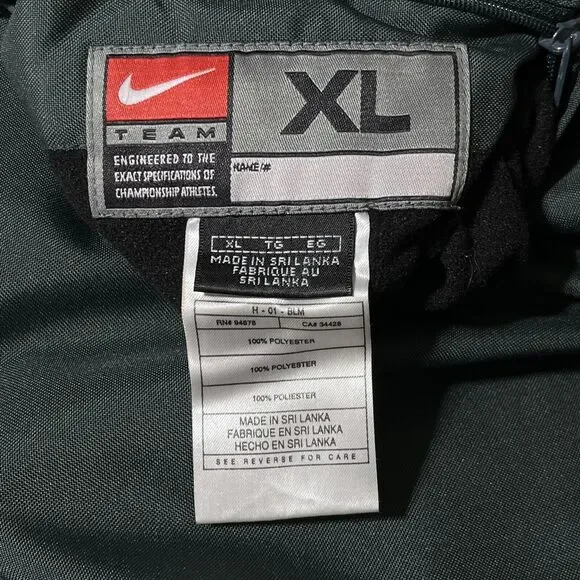 TEAM
XL
ENGINEERED TO THE
EXACT SPECIFICATIONS OF
CHAMPIONSHIP ATHLETES.
NAME/#
XL TG EG
MADE IN SRI LANKA
FABRIQUE AU
SRI LANKA
H - 01 - BLM
RN# 94878 CA# 34428
100% POLYESTER
100% POLYESTER
100% POLIESTER
MADE IN SRI LANKA
FABRIQUE EN SRI LANKA
HECHO EN SRI LANKA
SEE REVERSE FOR CARE